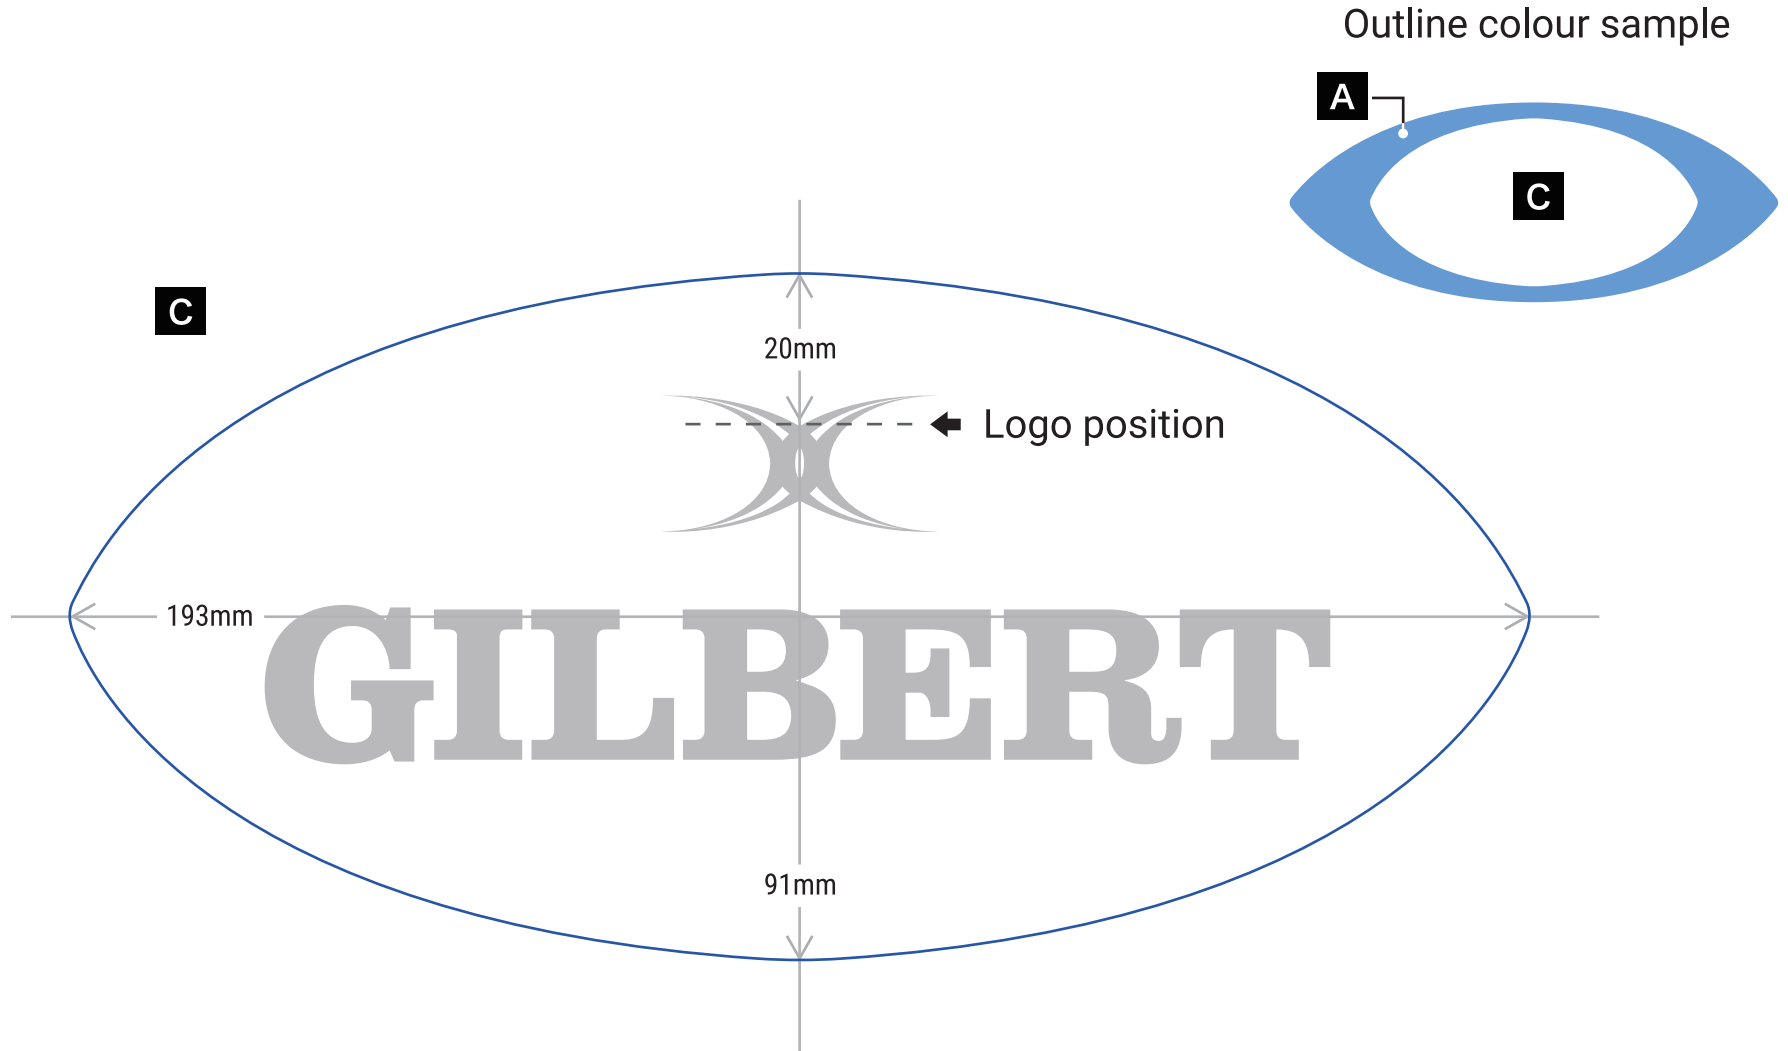 Outline colour sample
A
C
C
20mm
Logo position
193mm
GILBERT
91mm